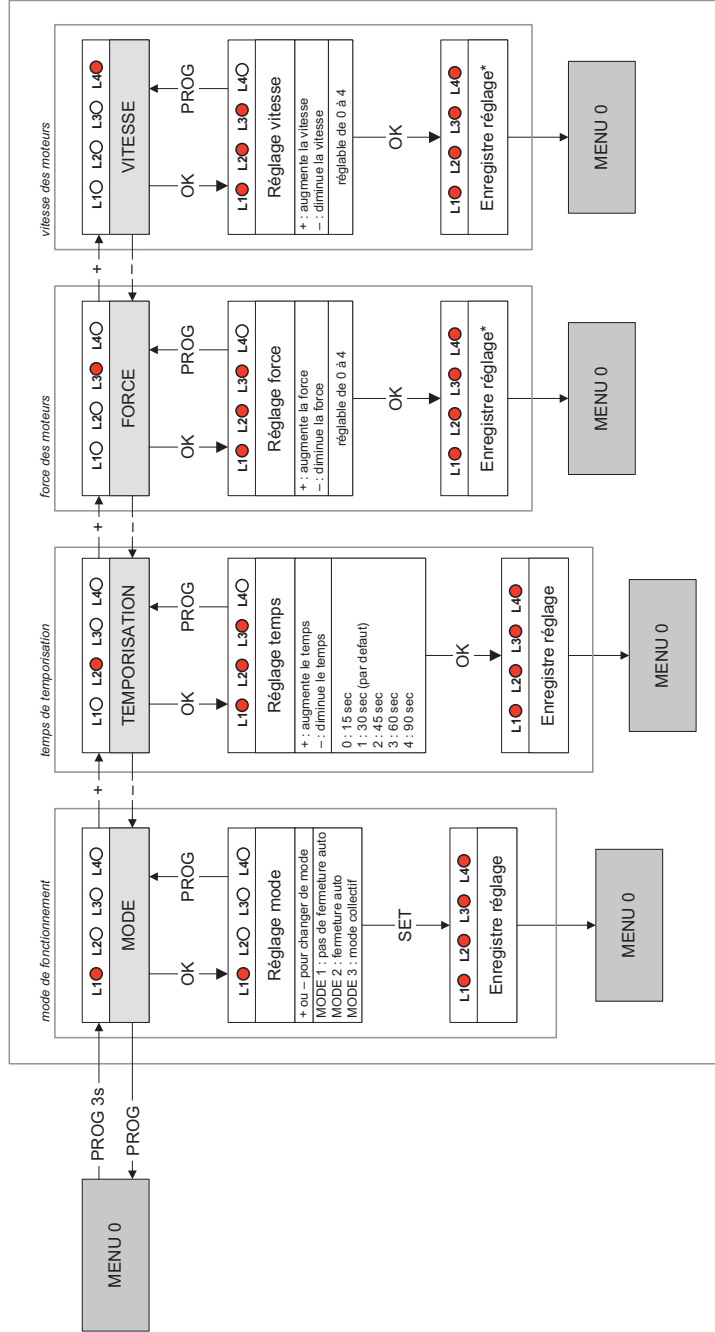 MENU 0
PROG 3s
PROG
mode de fonctionnement
L1 L2 L3 L4
MODE
OK
PROG
L1 L2 L3 L4
Réglage mode
+ ou – pour changer de mode
MODE 1 : pas de fermeture auto
MODE 2 : fermeture auto
MODE 3 : mode collectif
SET
L1 L2 L3 L4
Enregistre réglage
MENU 0
+
–
temps de temporisation
L1 L2 L3 L4
TEMPORISATION
OK
PROG
L1 L2 L3 L4
Réglage temps
+ : augmente le temps
– : diminue le temps
0 : 15 sec
1 : 30 sec (par defaut)
2 : 45 sec
3 : 60 sec
4 : 90 sec
OK
L1 L2 L3 L4
Enregistre réglage
MENU 0
+
–
force des moteurs
L1 L2 L3 L4
FORCE
OK
PROG
L1 L2 L3 L4
Réglage force
+ : augmente la force
– : diminue la force
réglable de 0 à 4
OK
L1 L2 L3 L4
Enregistre réglage*
MENU 0
+
–
vitesse des moteurs
L1 L2 L3 L4
VITESSE
OK
PROG
L1 L2 L3 L4
Réglage vitesse
+ : augmente la vitesse
– : diminue la vitesse
réglable de 0 à 4
OK
L1 L2 L3 L4
Enregistre réglage*
MENU 0